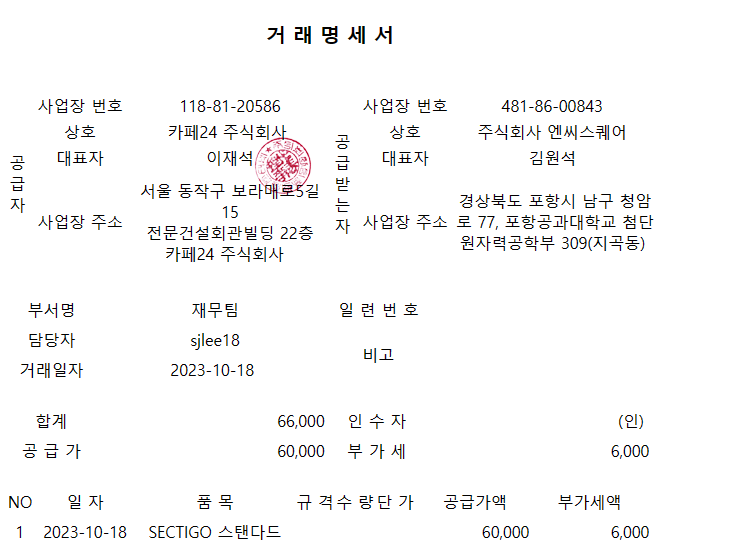 거 래 명 세 서
공급자
사업장 번호 118-81-20586
상호 카페24 주식회사
대표자 이재석
사업장 주소 서울 동작구 보라매로5길
15
전문건설회관빌딩 22층
카페24 주식회사
공급받는자
사업장 번호 481-86-00843
상호 주식회사 엔씨스퀘어
대표자 김원석
사업장 주소 경상북도 포항시 남구 청암
로 77, 포항공과대학교 첨단
원자력공학부 309(지곡동)
부서명 재무팀 일 련 번 호
담당자 sjlee18
비고
거래일자 2023-10-18
합계 66,000 인 수 자 (인)
공 급 가 60,000 부 가 세 6,000
NO 일 자 품 목 규 격 수 량 단 가 공급가액 부가세액
1 2023-10-18 SECTIGO 스탠다드 60,000 6,000